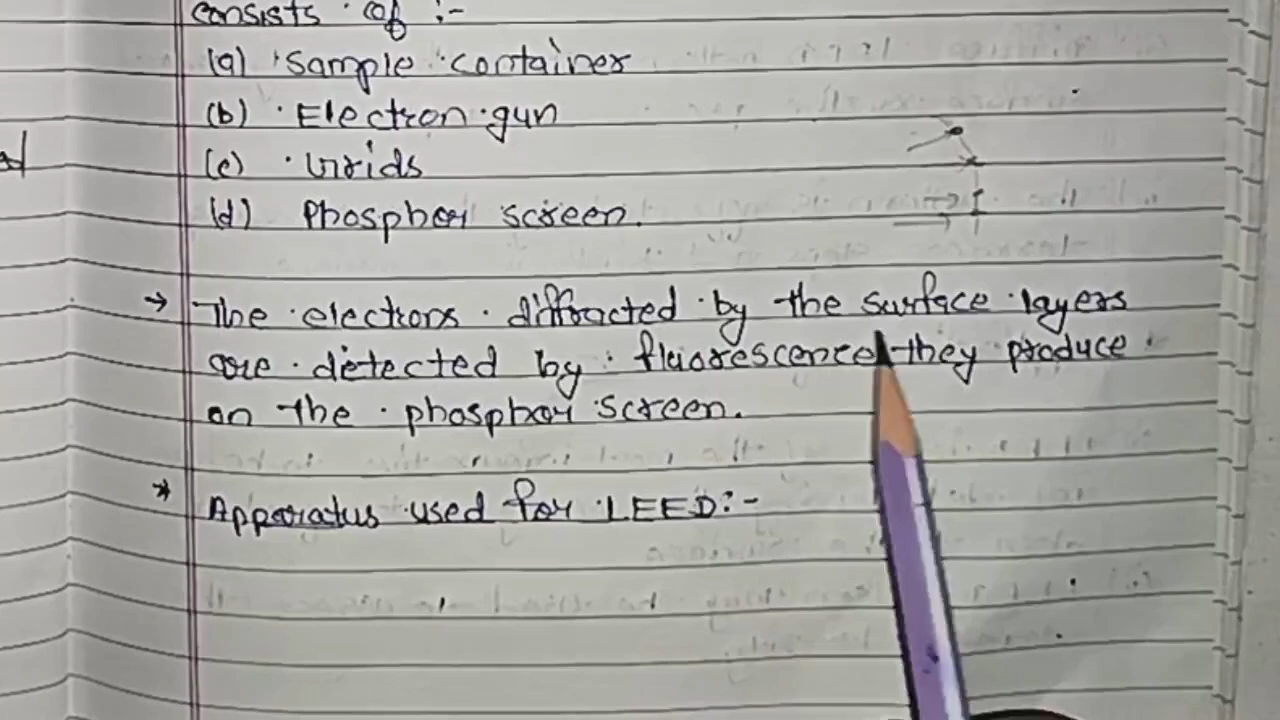 consists of :-
(a) Sample container
(b) Electron gun
(c) Grids
(d) Phosphor screen.
→ The electrons diffracted by the surface layers
are detected by fluorescence they produce
on the phosphor screen.
* Apparatus used for LEED:-